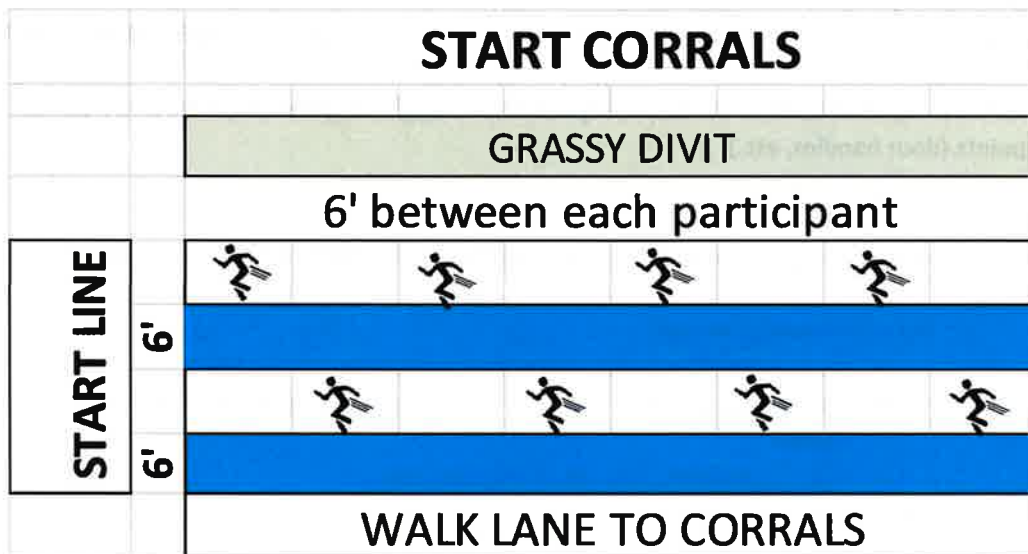 START CORRALS
GRASSY DIVIT
6' between each participant
START LINE
6'
6'
WALK LANE TO CORRALS